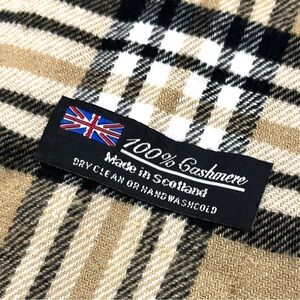 100% Cashmere
Made in Scotland
DRY CLEAN OR HAND WASH COLD